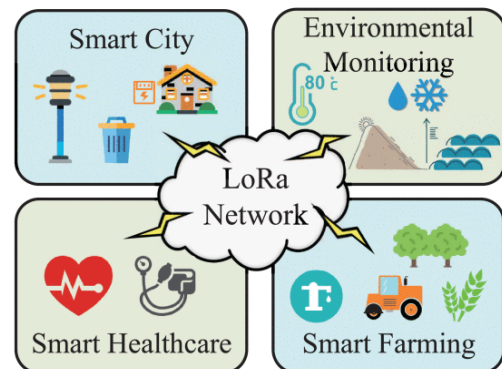 Smart City
Environmental
Monitoring
80 °c
LoRa
Network
Smart Healthcare
Smart Farming